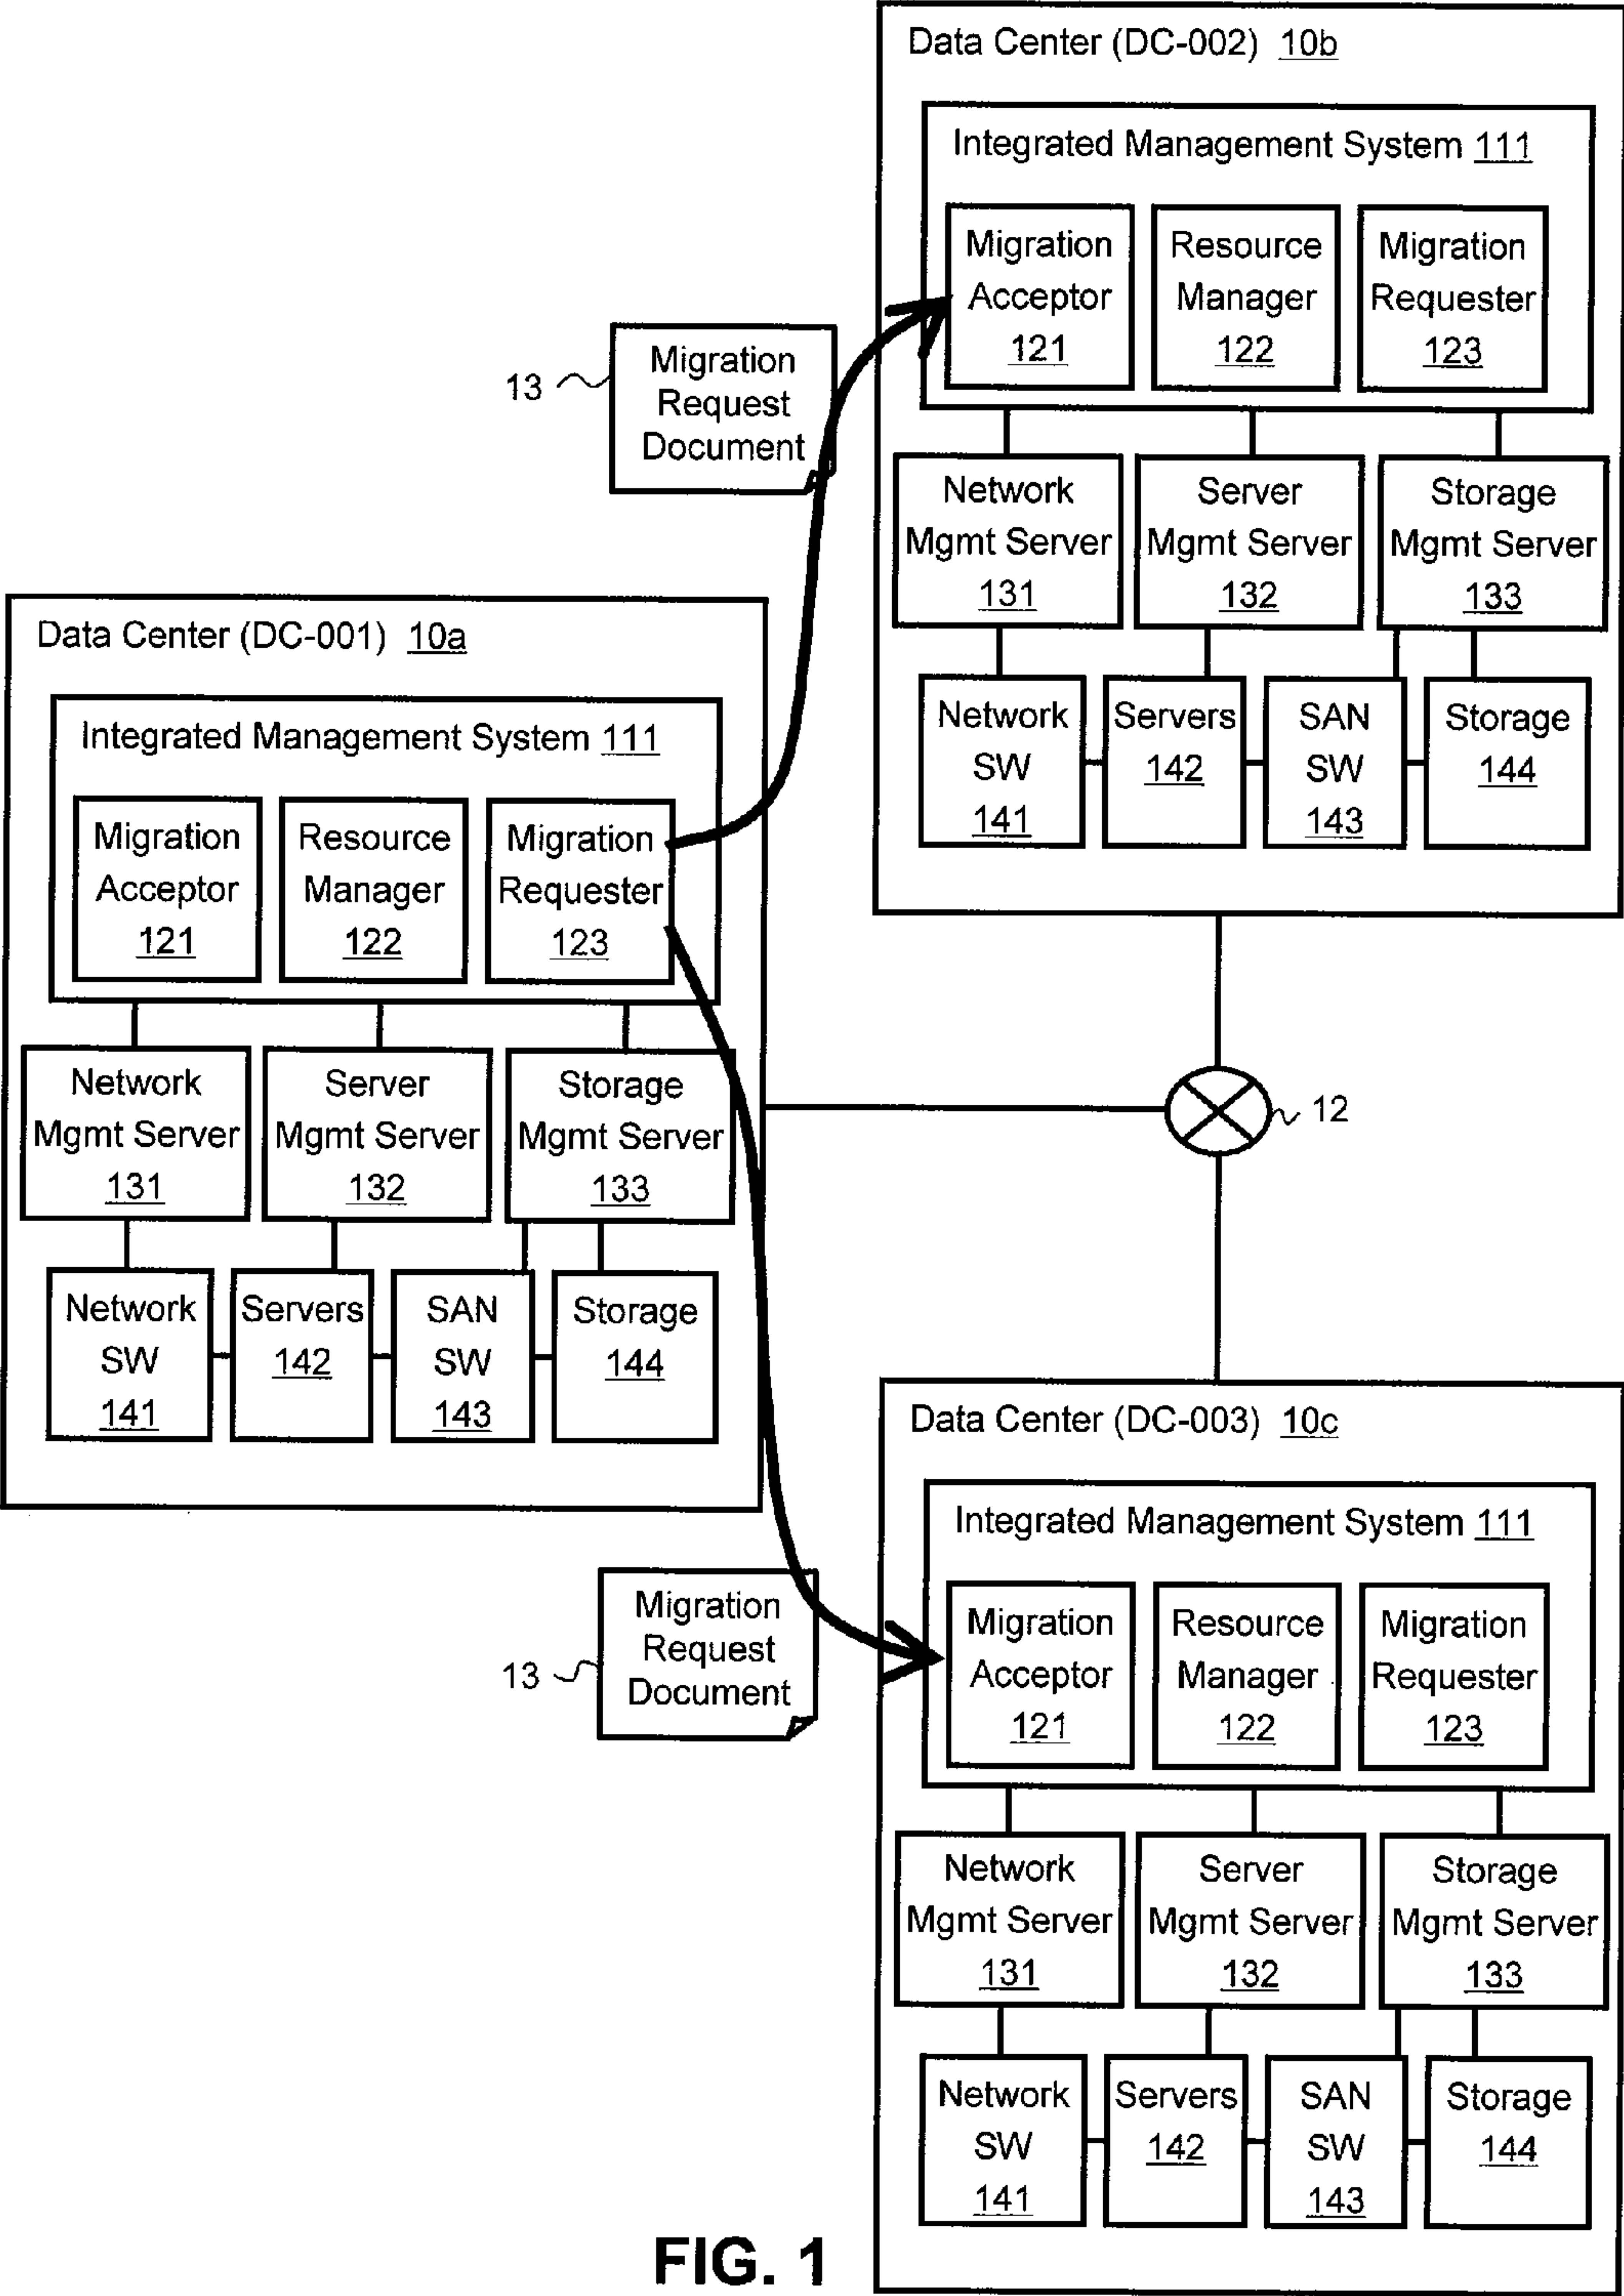 Data Center (DC-002) 10b
Integrated Management System 111
Migration
Acceptor
121
Resource
Manager
122
Migration
Requester
123
Network
Mgmt Server
131
Server
Mgmt Server
132
Storage
Mgmt Server
133
Network
SW
141
Servers
142
SAN
SW
143
Storage
144
13
Migration
Request
Document
Data Center (DC-001) 10a
Integrated Management System 111
Migration
Acceptor
121
Resource
Manager
122
Migration
Requester
123
Network
Mgmt Server
131
Server
Mgmt Server
132
Storage
Mgmt Server
133
Network
SW
141
Servers
142
SAN
SW
143
Storage
144
12
13
Migration
Request
Document
Data Center (DC-003) 10c
Integrated Management System 111
Migration
Acceptor
121
Resource
Manager
122
Migration
Requester
123
Network
Mgmt Server
131
Server
Mgmt Server
132
Storage
Mgmt Server
133
Network
SW
141
Servers
142
SAN
SW
143
Storage
144
FIG. 1